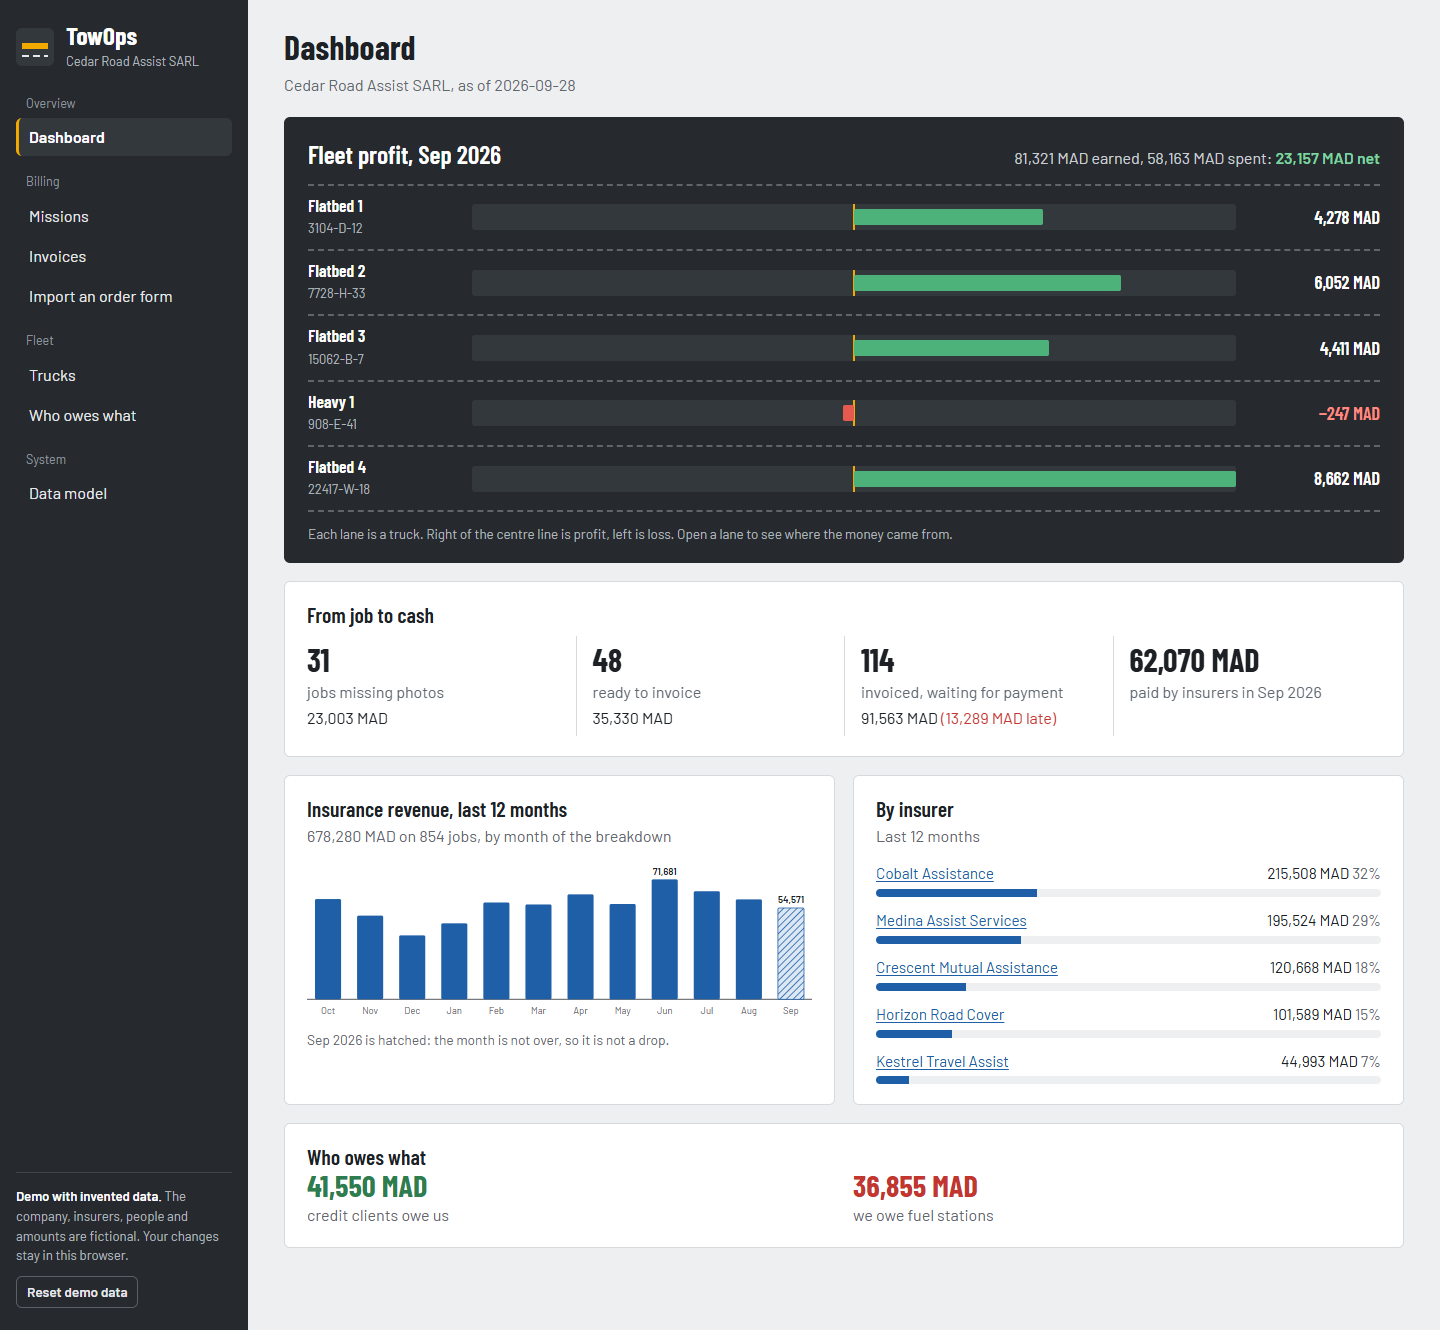 TowOps
Cedar Road Assist SARL
Overview
Dashboard
Billing
Missions
Invoices
Import an order form
Fleet
Trucks
Who owes what
System
Data model
Demo with invented data. The
company, insurers, people and
amounts are fictional. Your changes
stay in this browser.
Reset demo data
Dashboard
Cedar Road Assist SARL, as of 2026-09-28
Fleet profit, Sep 2026
81,321 MAD earned, 58,163 MAD spent: 23,157 MAD net
Flatbed 1
3104-D-12
4,278 MAD
Flatbed 2
7728-H-33
6,052 MAD
Flatbed 3
15062-B-7
4,411 MAD
Heavy 1
908-E-41
−247 MAD
Flatbed 4
22417-W-18
8,662 MAD
Each lane is a truck. Right of the centre line is profit, left is loss. Open a lane to see where the money came from.
From job to cash
31
jobs missing photos
23,003 MAD
48
ready to invoice
35,330 MAD
114
invoiced, waiting for payment
91,563 MAD (13,289 MAD late)
62,070 MAD
paid by insurers in Sep 2026
Insurance revenue, last 12 months
678,280 MAD on 854 jobs, by month of the breakdown
71,681
54,571
Oct Nov Dec Jan Feb Mar Apr May Jun Jul Aug Sep
Sep 2026 is hatched: the month is not over, so it is not a drop.
By insurer
Last 12 months
Cobalt Assistance 215,508 MAD 32%
Medina Assist Services 195,524 MAD 29%
Crescent Mutual Assistance 120,668 MAD 18%
Horizon Road Cover 101,589 MAD 15%
Kestrel Travel Assist 44,993 MAD 7%
Who owes what
41,550 MAD
credit clients owe us
36,855 MAD
we owe fuel stations